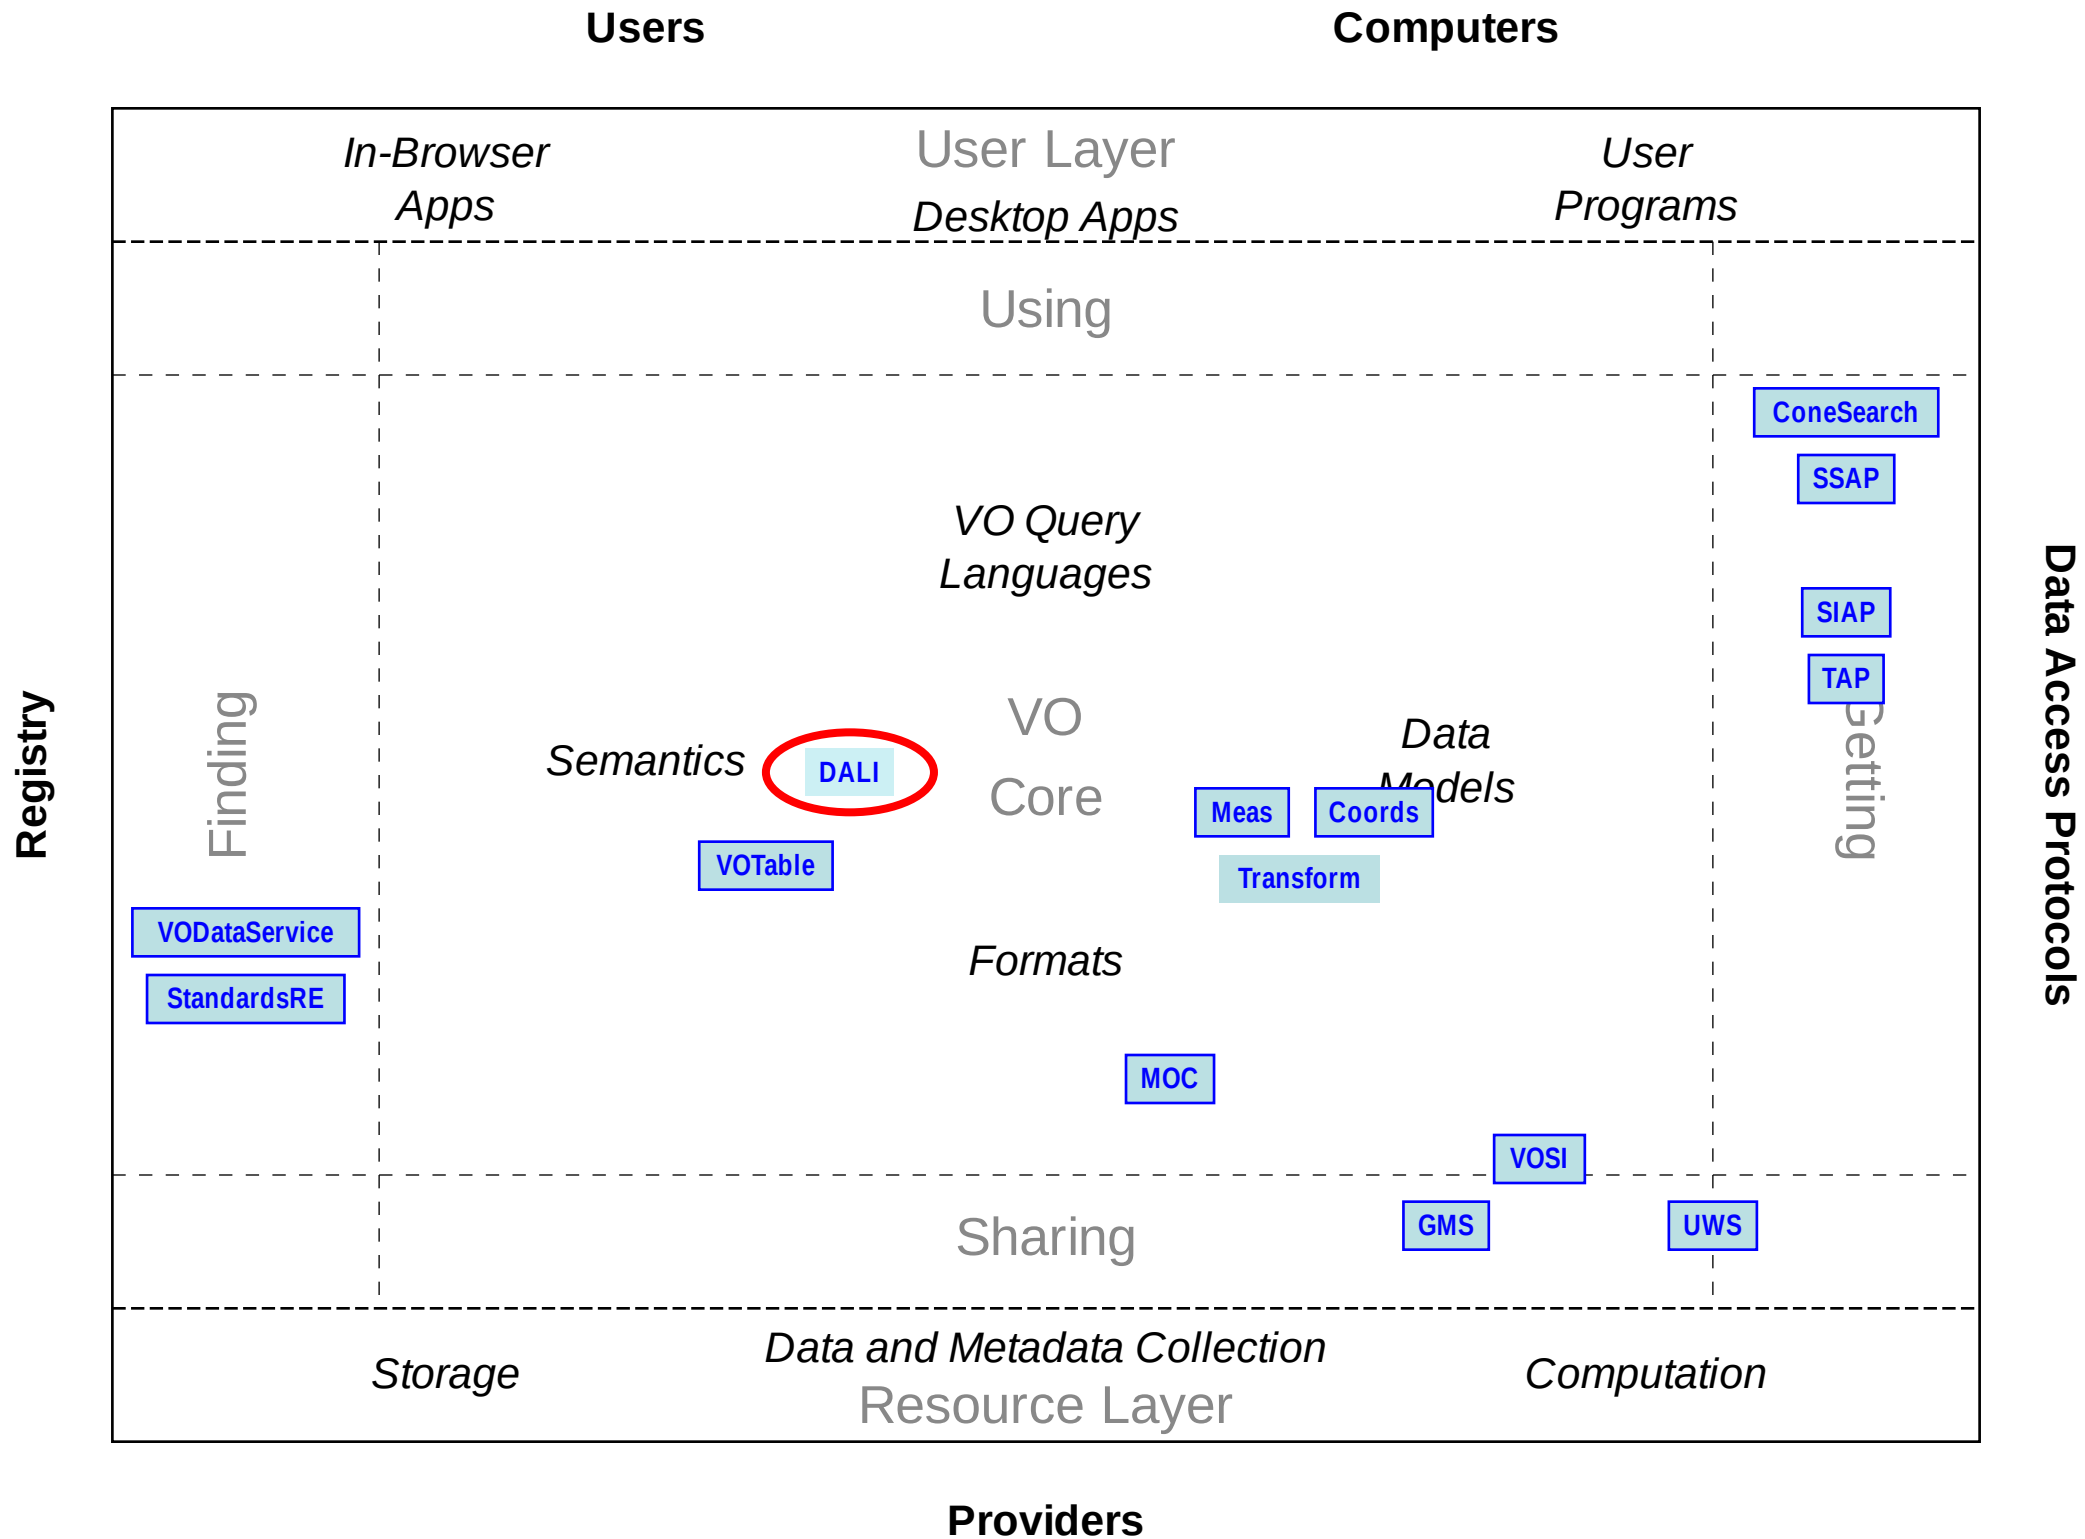 Users
Computers
In-Browser
Apps
User Layer
Desktop Apps
User
Programs
Using
ConeSearch
SSAP
VO Query
Languages
SIAP
TAP
Registry
Finding
Semantics
DALI
VO
Core
Data
Models
Getting
Data Access Protocols
Meas
Coords
VOTable
Transform
VODataService
Formats
StandardsRE
MOC
VOSI
Sharing
GMS
UWS
Storage
Data and Metadata Collection
Resource Layer
Computation
Providers